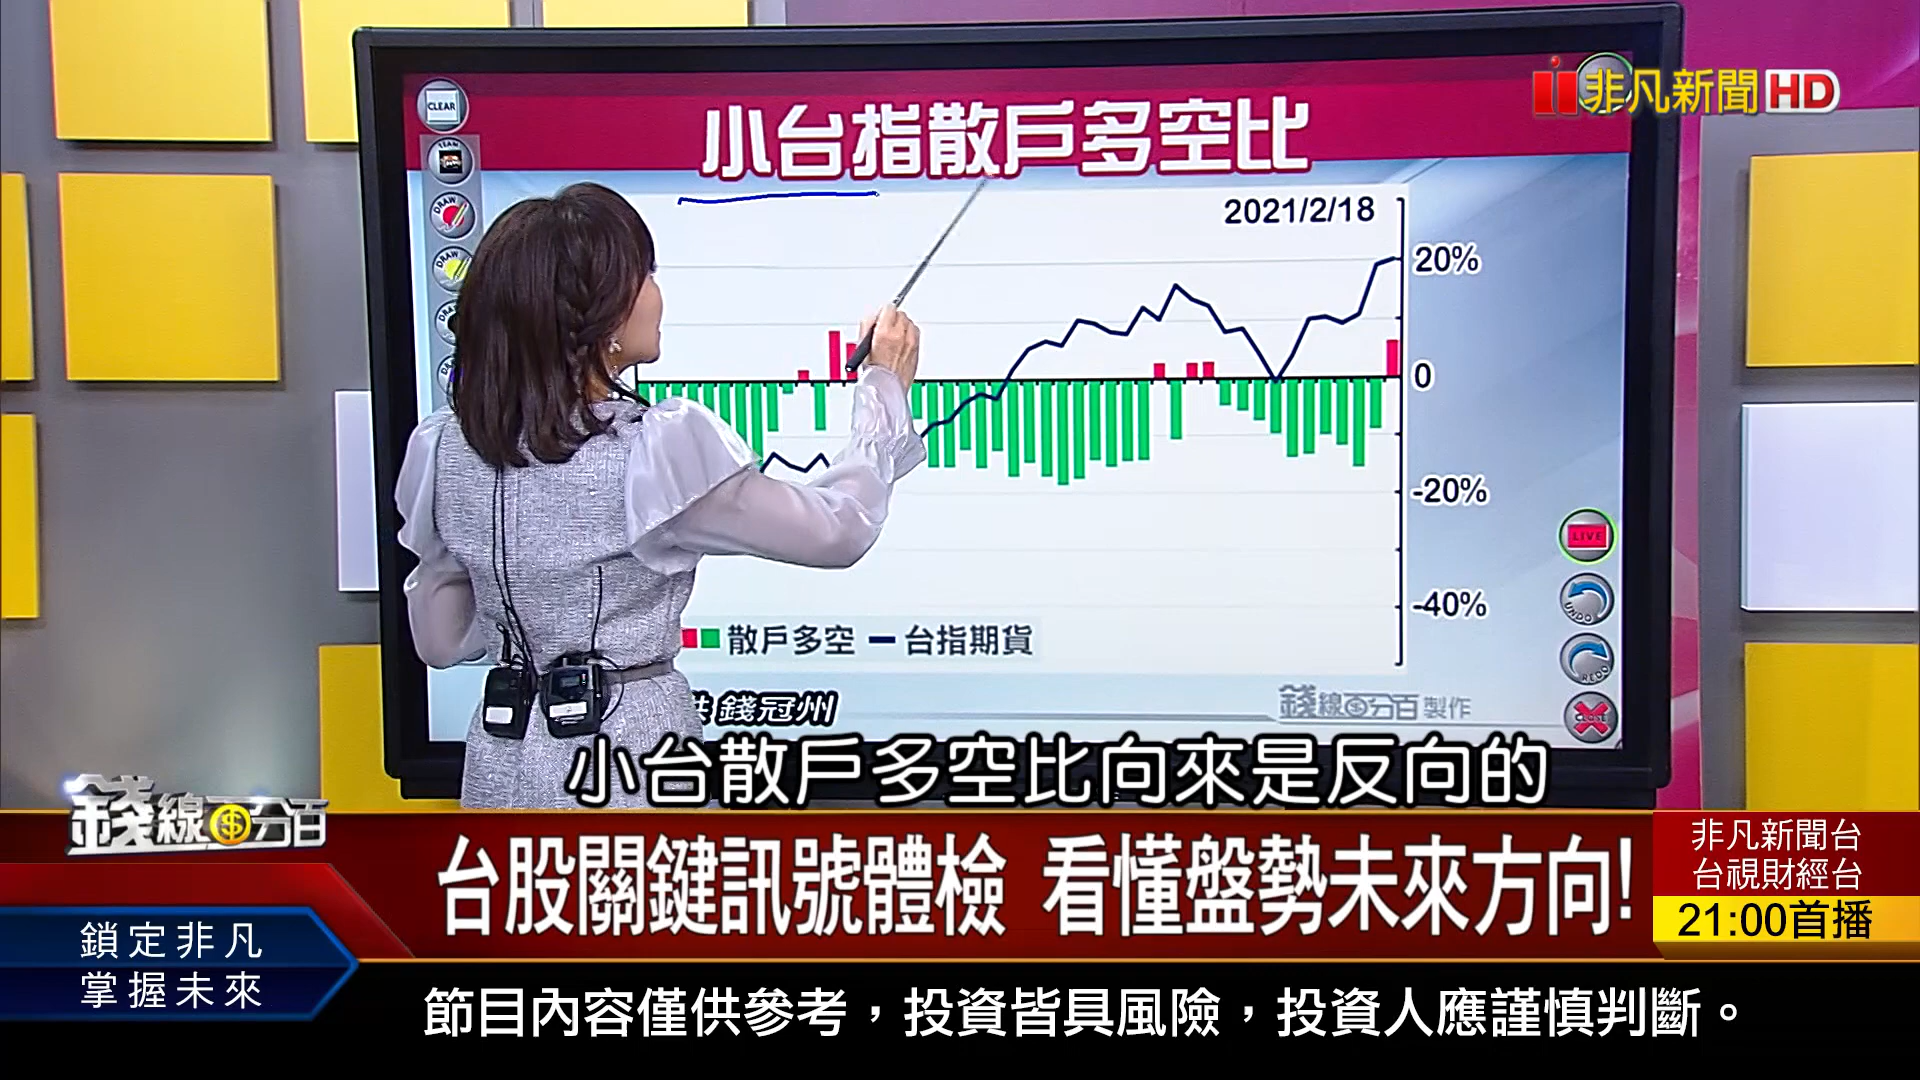 非凡新聞 HD
CLEAR
小台指散戶多空比
DRAW
DRAW
2021/2/18
20%
0
-20%
-40%
LIVE
UNDO
REDO
CLOSE
散戶多空 台指期貨
錢冠州
錢線百分百 製作
小台散戶多空比向來是反向的
錢線百分百
台股關鍵訊號體檢 看懂盤勢未來方向!
非凡新聞台
台視財經台
21:00首播
鎖定非凡
掌握未來
節目內容僅供參考,投資皆具風險,投資人應謹慎判斷。